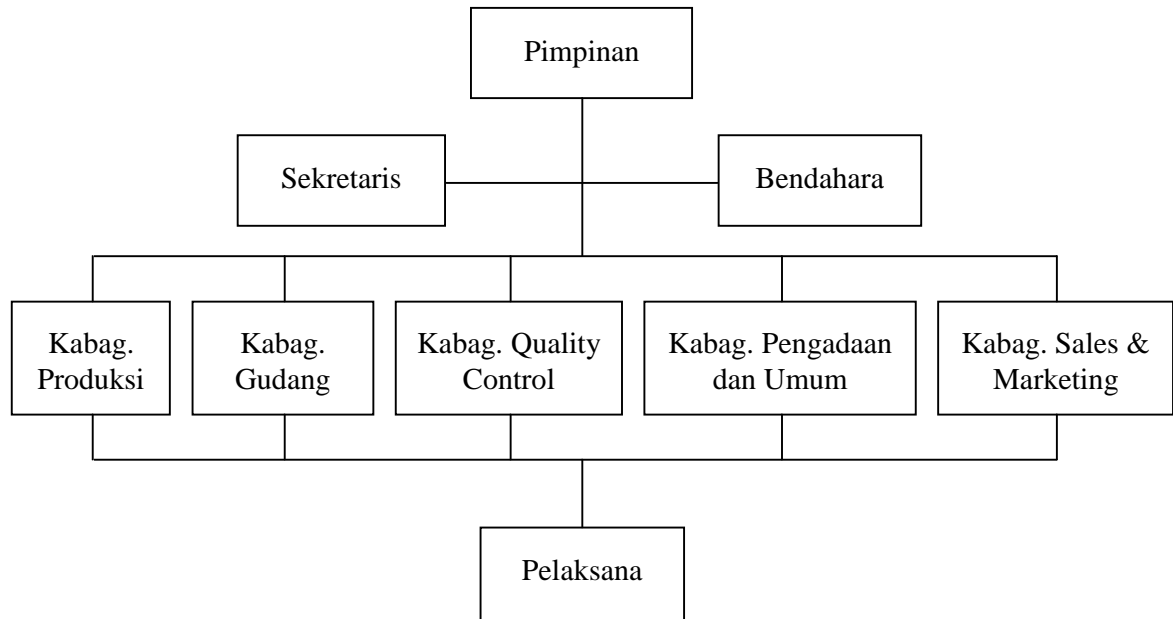 Pimpinan
Sekretaris
Bendahara
Kabag.
Produksi
Kabag.
Gudang
Kabag. Quality
Control
Kabag. Pengadaan
dan Umum
Kabag. Sales &
Marketing
Pelaksana